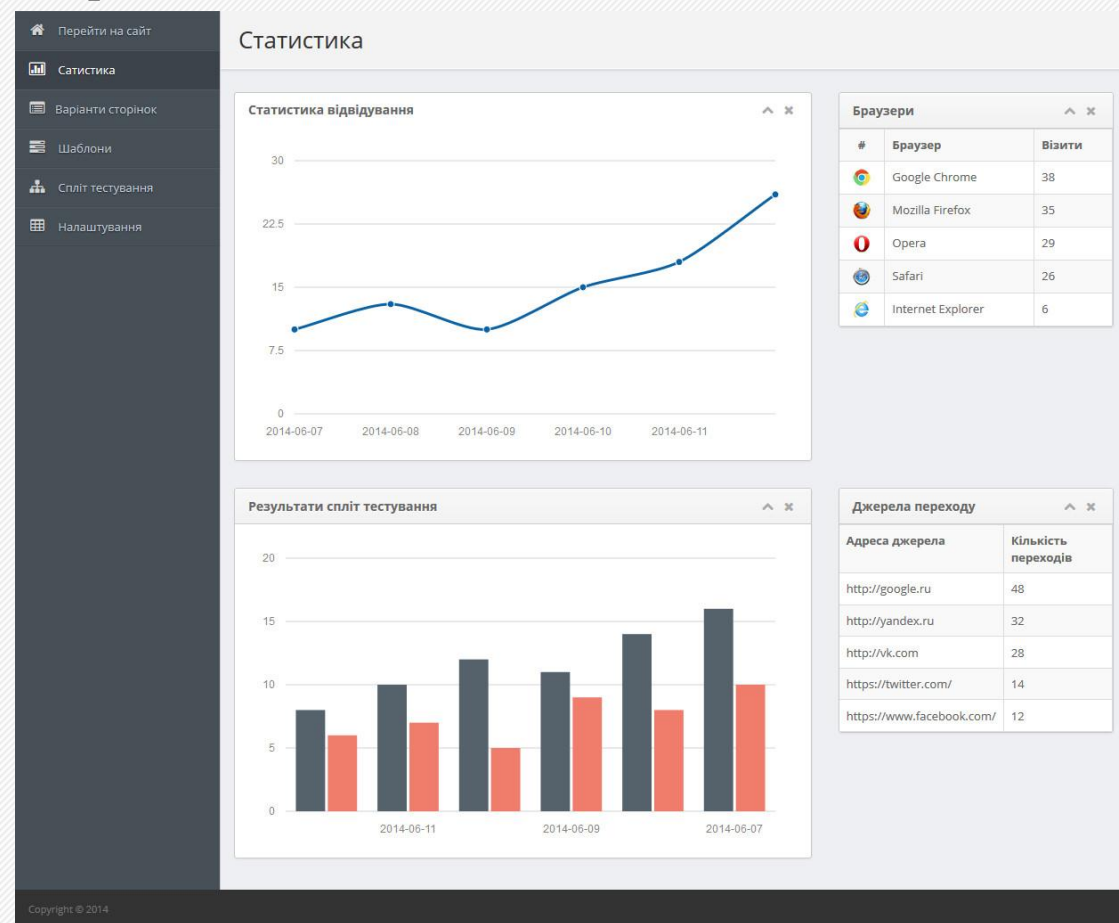 Перейти на сайт
Сатистика
Варіанти сторінок
Шаблони
Спліт тестування
Налаштування
Статистика
Статистика відвідування
30
22.5
15
7.5
0
2014-06-07 2014-06-08 2014-06-09 2014-06-10 2014-06-11
Браузери
# Браузер Візити
Google Chrome 38
Mozilla Firefox 35
Opera 29
Safari 26
Internet Explorer 6
Результати спліт тестування
20
15
10
5
0
2014-06-11 2014-06-09 2014-06-07
Джерела переходу
Адреса джерела Кількість
переходів
http://google.ru 48
http://yandex.ru 32
http://vk.com 28
https://twitter.com/ 14
https://www.facebook.com/ 12
Copyright © 2014